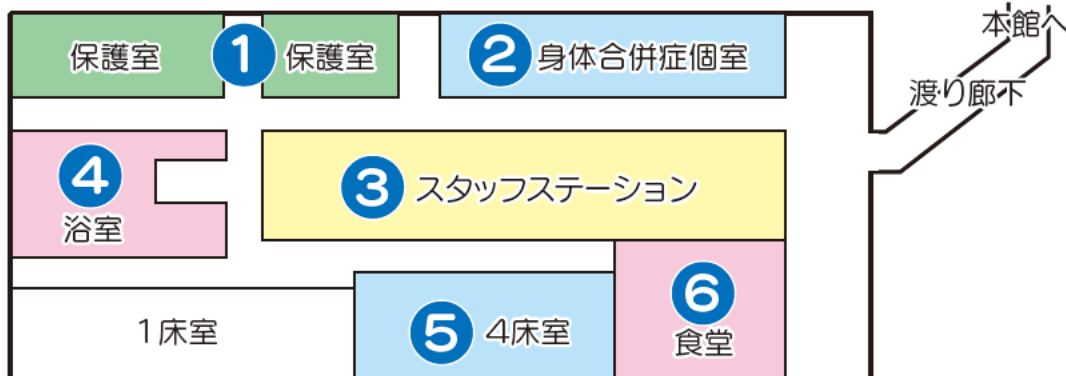 本館へ
保護室
1
保護室
2 身体合併症個室
渡り廊下
4
浴室
3 スタッフステーション
1床室
5 4床室
6
食堂